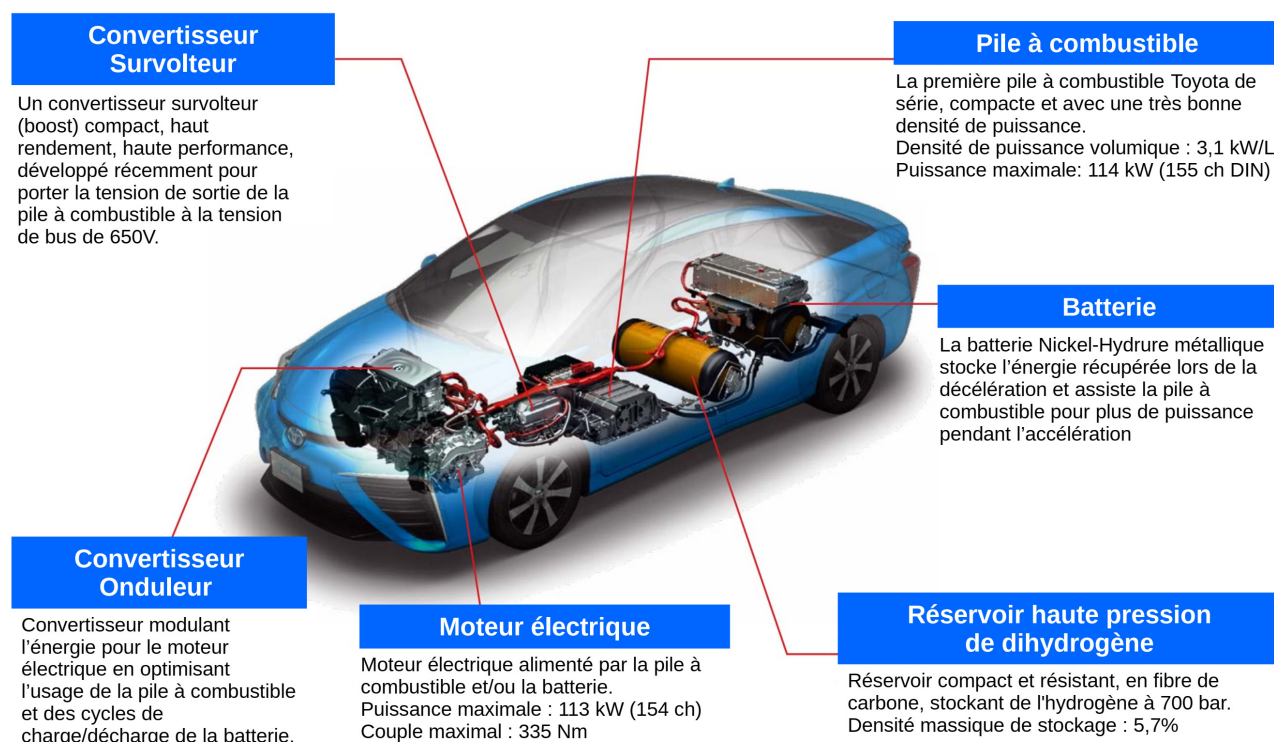 Convertisseur
Survolteur
Un convertisseur survolteur
(boost) compact, haut
rendement, haute performance,
développé récemment pour
porter la tension de sortie de la
pile à combustible à la tension
de bus de 650V.
Pile à combustible
La première pile à combustible Toyota de
série, compacte et avec une très bonne
densité de puissance.
Densité de puissance volumique : 3,1 kW/L
Puissance maximale: 114 kW (155 ch DIN)
Batterie
La batterie Nickel-Hydrure métallique
stocke l’énergie récupérée lors de la
décélération et assiste la pile à
combustible pour plus de puissance
pendant l’accélération
Convertisseur
Onduleur
Convertisseur modulant
l’énergie pour le moteur
électrique en optimisant
l’usage de la pile à combustible
et des cycles de
charge/décharge de la batterie.
Moteur électrique
Moteur électrique alimenté par la pile à
combustible et/ou la batterie.
Puissance maximale : 113 kW (154 ch)
Couple maximal : 335 Nm
Réservoir haute pression
de dihydrogène
Réservoir compact et résistant, en fibre de
carbone, stockant de l'hydrogène à 700 bar.
Densité massique de stockage : 5,7%